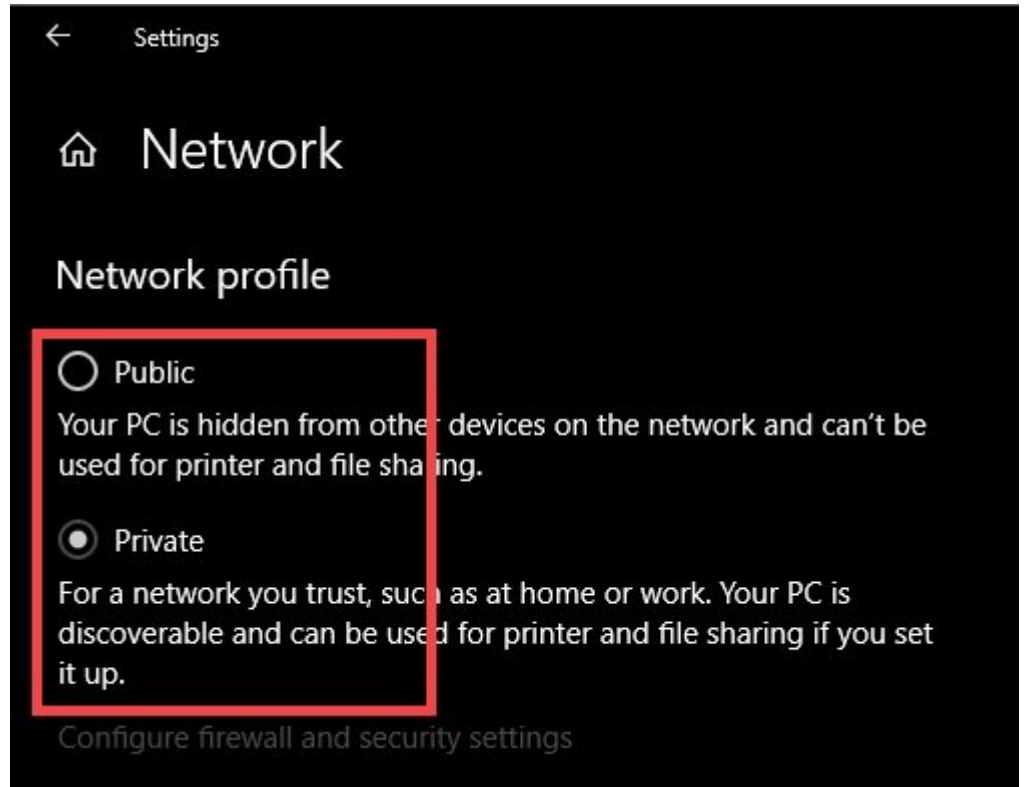 Settings
Network
Network profile
Public
Your PC is hidden from other devices on the network and can't be
used for printer and file sharing.
Private
For a network you trust, such as at home or work. Your PC is
discoverable and can be used for printer and file sharing if you set
it up.
Configure firewall and security settings